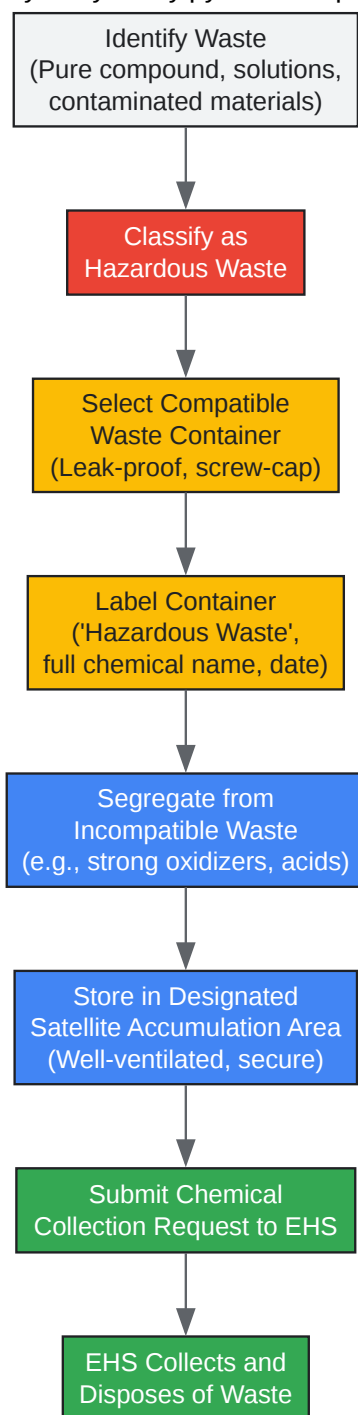 Identify Waste
(Pure compound, solutions,
contaminated materials)
Classify as
Hazardous Waste
Select Compatible
Waste Container
(Leak-proof, screw-cap)
Label Container
('Hazardous Waste',
full chemical name, date)
Segregate from
Incompatible Waste
(e.g., strong oxidizers, acids)
Store in Designated
Satellite Accumulation Area
(Well-ventilated, secure)
Submit Chemical
Collection Request to EHS
EHS Collects and
Disposes of Waste